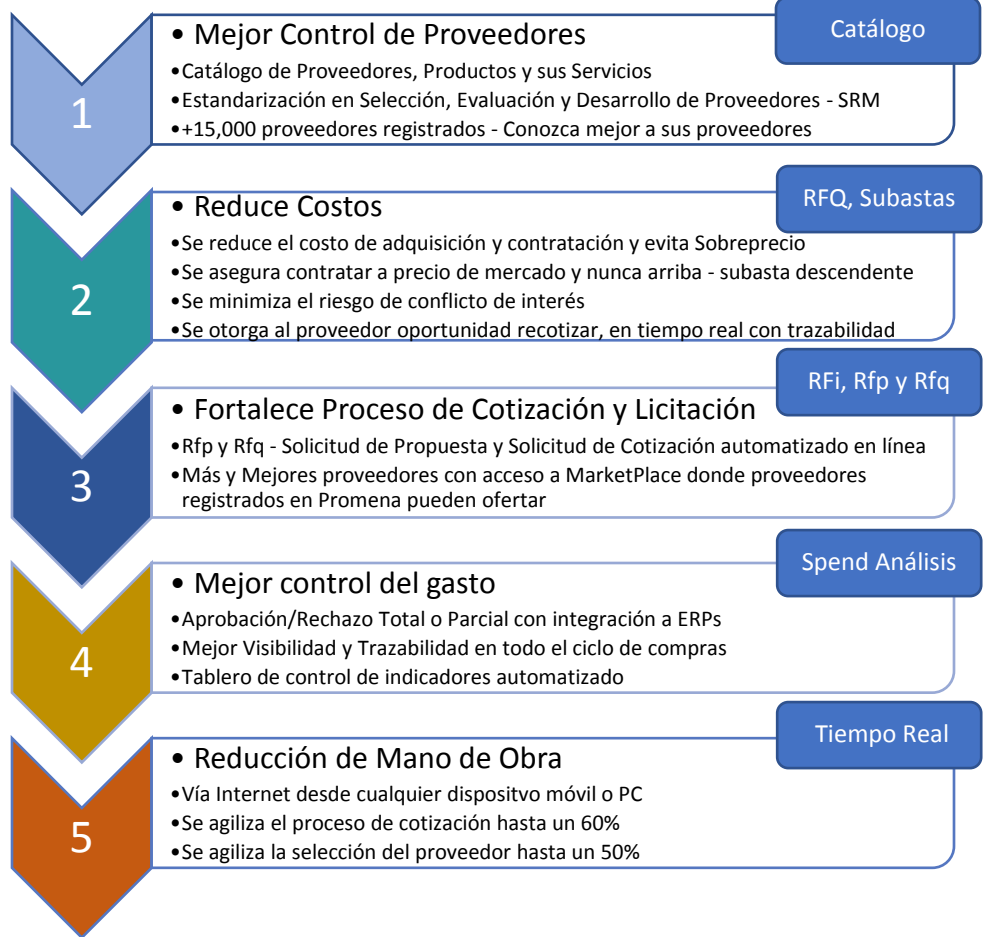 Catálogo
1
• Mejor Control de Proveedores
•Catálogo de Proveedores, Productos y sus Servicios
•Estandarización en Selección, Evaluación y Desarrollo de Proveedores - SRM
•+15,000 proveedores registrados - Conozca mejor a sus proveedores
RFQ, Subastas
2
• Reduce Costos
•Se reduce el costo de adquisición y contratación y evita Sobreprecio
•Se asegura contratar a precio de mercado y nunca arriba - subasta descendente
•Se minimiza el riesgo de conflicto de interés
•Se otorga al proveedor oportunidad recotizar, en tiempo real con trazabilidad
RFi, Rfp y Rfq
3
• Fortalece Proceso de Cotización y Licitación
•Rfp y Rfq - Solicitud de Propuesta y Solicitud de Cotización automatizado en línea
•Más y Mejores proveedores con acceso a MarketPlace donde proveedores
registrados en Promena pueden ofertar
Spend Análisis
4
• Mejor control del gasto
•Aprobación/Rechazo Total o Parcial con integración a ERPs
•Mejor Visibilidad y Trazabilidad en todo el ciclo de compras
•Tablero de control de indicadores automatizado
Tiempo Real
5
• Reducción de Mano de Obra
•Vía Internet desde cualquier dispositvo móvil o PC
•Se agiliza el proceso de cotización hasta un 60%
•Se agiliza la selección del proveedor hasta un 50%